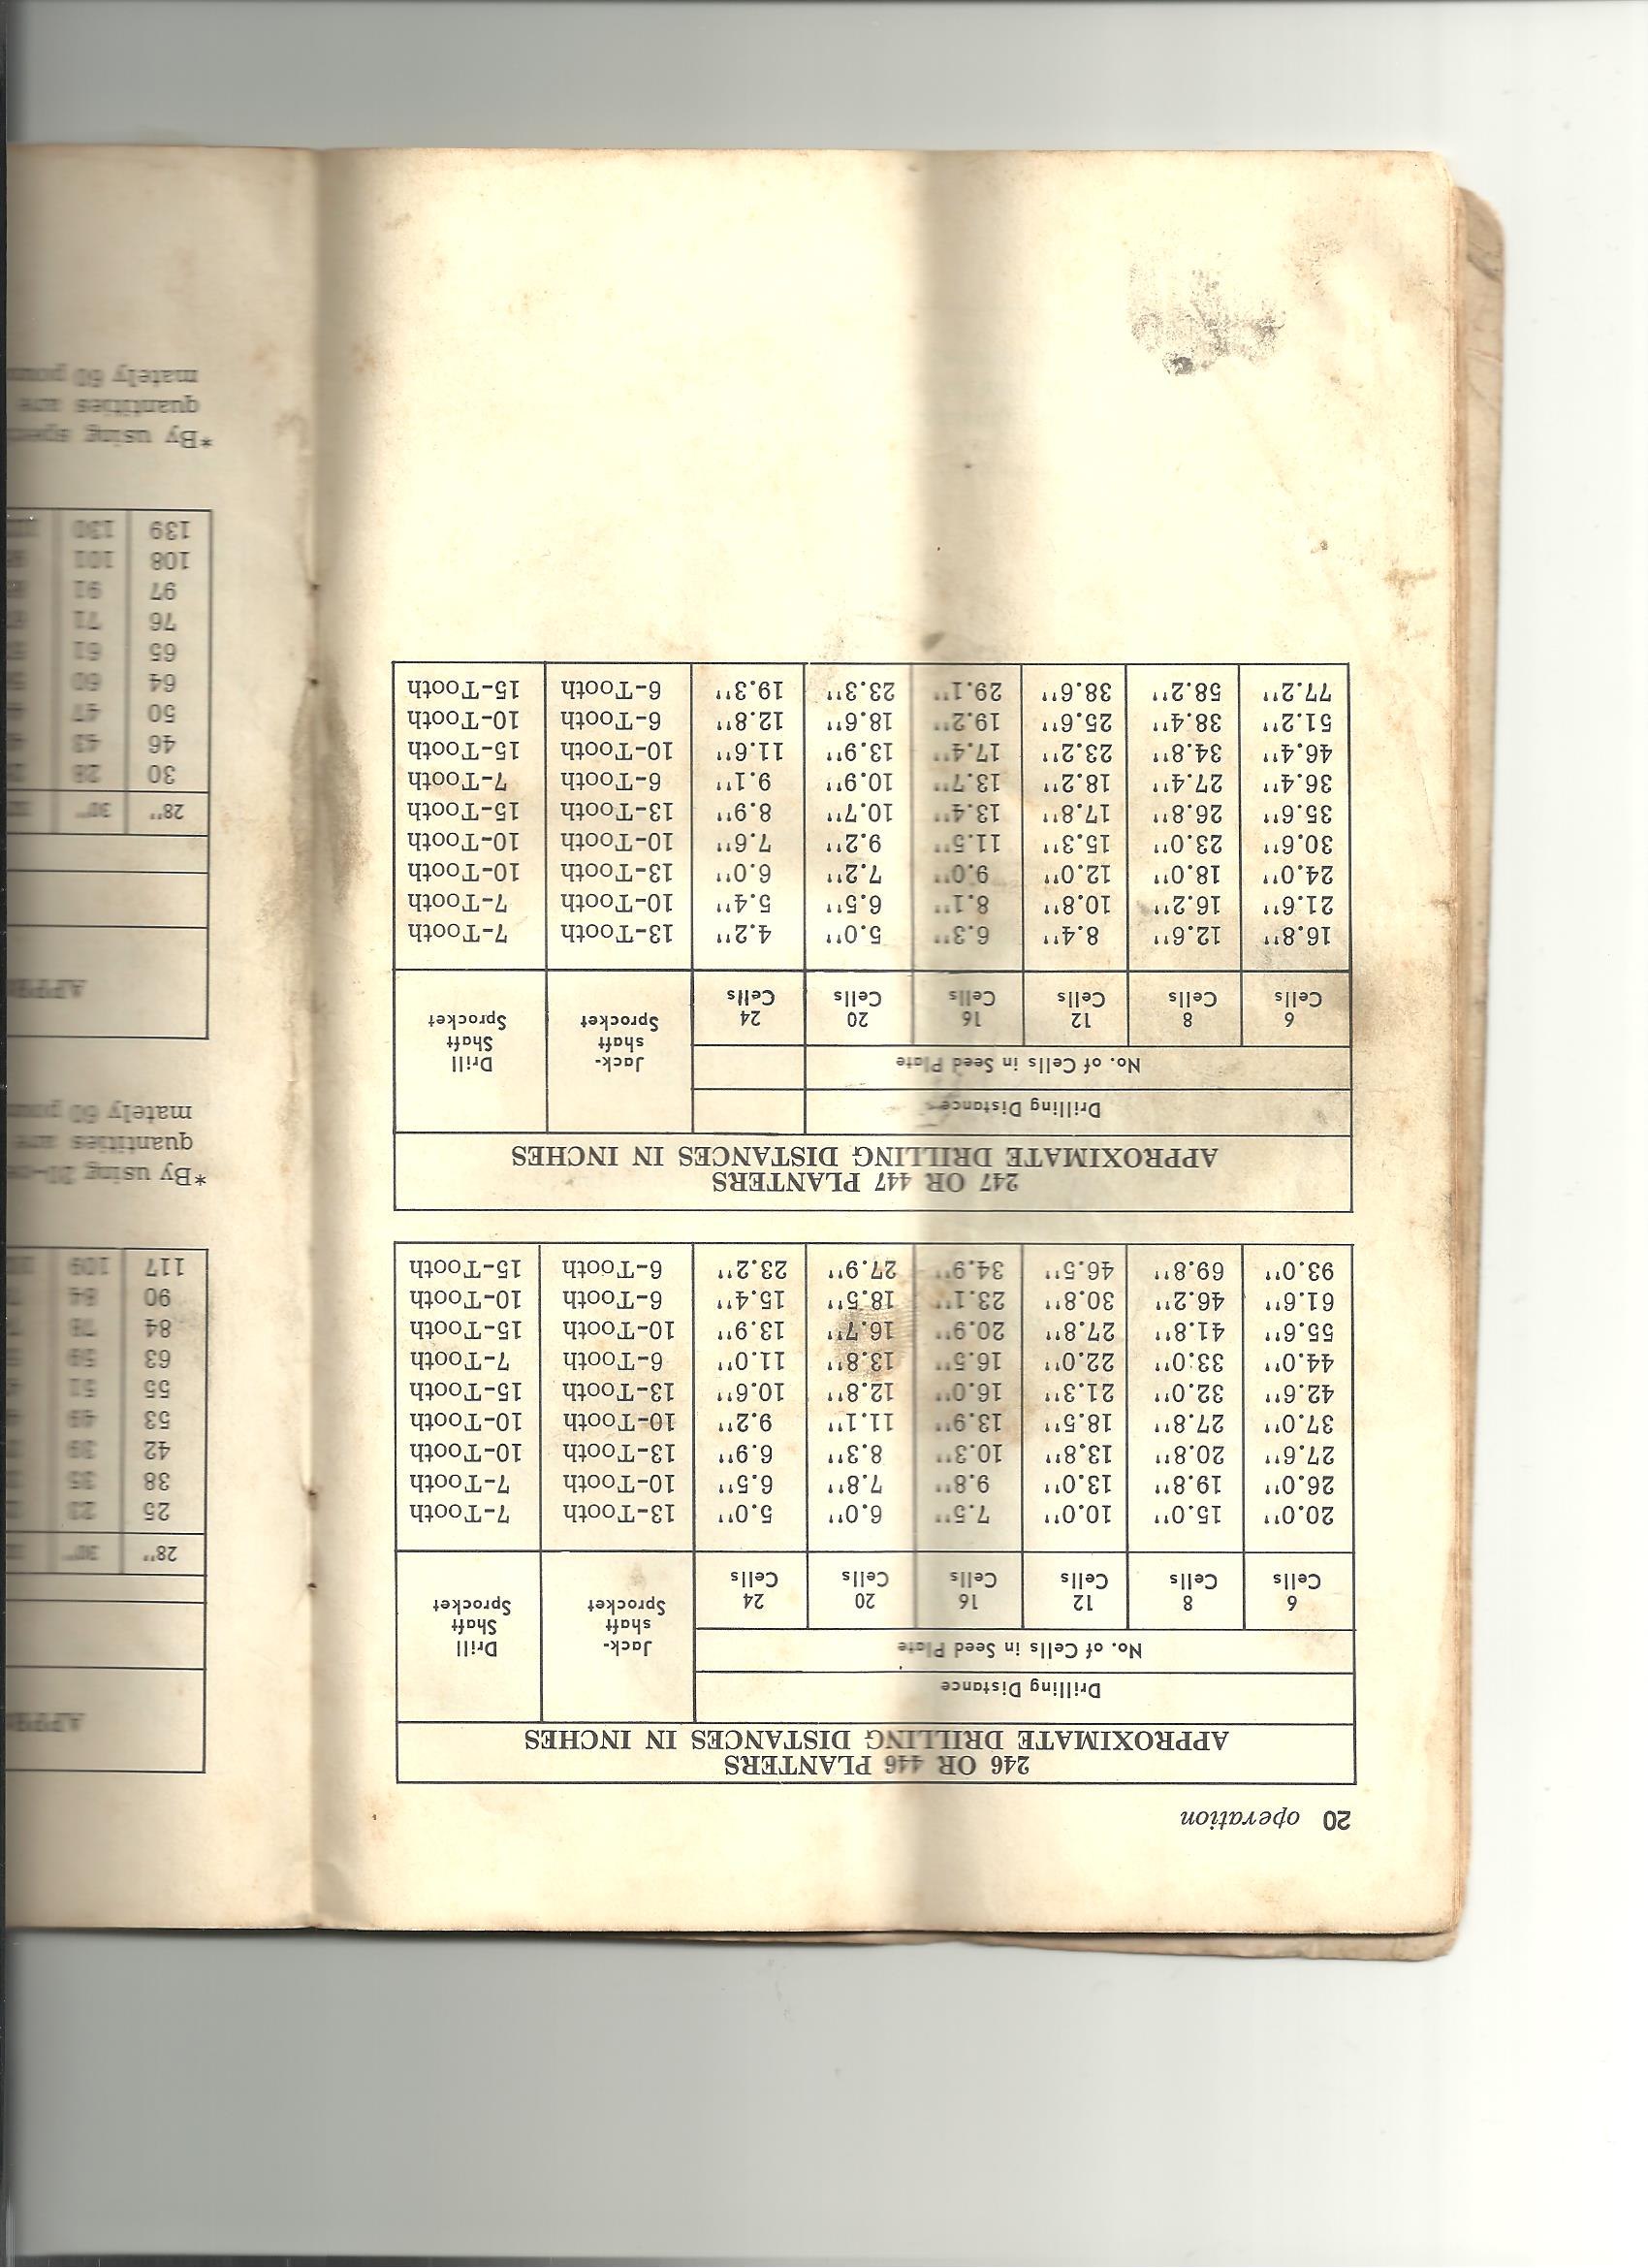 20 operation
246 OR 446 PLANTERS
APPROXIMATE DRILLING DISTANCES IN INCHES
Drilling Distance
No. of Cells in Seed Plate
6 Cells 8 Cells 12 Cells 16 Cells 20 Cells 24 Cells Jack-shaft Sprocket Drill Shaft Sprocket
20.0" 15.0" 10.0" 7.5" 6.0" 5.0" 13-Tooth 7-Tooth
26.0" 19.8" 13.0" 9.8" 7.8" 6.5" 10-Tooth 7-Tooth
27.6" 20.8" 13.8" 10.3" 8.3" 6.9" 13-Tooth 10-Tooth
37.0" 27.8" 18.5" 13.9" 11.1" 9.2" 10-Tooth 10-Tooth
42.6" 32.0" 21.3" 16.0" 12.8" 10.6" 13-Tooth 15-Tooth
44.0" 33.0" 22.0" 16.5" 13.8" 11.0" 6-Tooth 7-Tooth
55.6" 41.8" 27.8" 20.9" 16.7" 13.9" 10-Tooth 15-Tooth
61.6" 46.2" 30.8" 23.1" 18.5" 15.4" 6-Tooth 10-Tooth
93.0" 69.8" 46.5" 34.9" 27.9" 23.2" 6-Tooth 15-Tooth
247 OR 447 PLANTERS
APPROXIMATE DRILLING DISTANCES IN INCHES
Drilling Distance
No. of Cells in Seed Plate
6 Cells 8 Cells 12 Cells 16 Cells 20 Cells 24 Cells Jack-shaft Sprocket Drill Shaft Sprocket
16.8" 12.6" 8.4" 6.3" 5.0" 4.2" 13-Tooth 7-Tooth
21.6" 16.2" 10.8" 8.1" 6.5" 5.4" 10-Tooth 7-Tooth
24.0" 18.0" 12.0" 9.0" 7.2" 6.0" 13-Tooth 10-Tooth
30.6" 23.0" 15.3" 11.5" 9.2" 7.6" 10-Tooth 10-Tooth
35.6" 26.8" 17.8" 13.4" 10.7" 8.9" 13-Tooth 15-Tooth
36.4" 27.4" 18.2" 13.7" 10.9" 9.1" 6-Tooth 7-Tooth
46.4" 34.8" 23.2" 17.4" 13.9" 11.6" 10-Tooth 15-Tooth
51.2" 38.4" 25.6" 19.2" 18.6" 12.8" 6-Tooth 10-Tooth
77.2" 58.2" 38.6" 29.1" 23.3" 19.3" 6-Tooth 15-Tooth
28" 30"
25 23
38 35
42 39
53 49
55 51
63 59
84 78
90 84
117 109
*By using
quantities are
mately 60
28" 30"
30 28
46 43
50 47
64 60
65 61
76 71
97 91
108 101
139 130
*By using
quantities are
mately 60